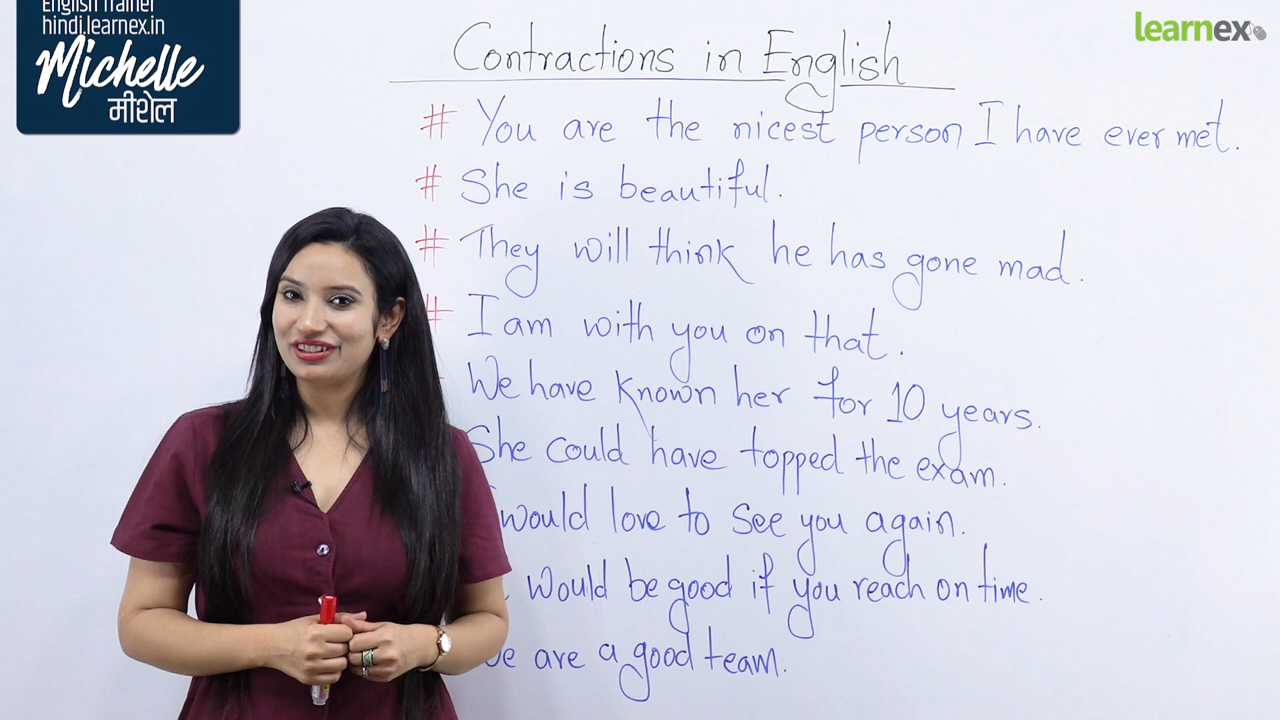 English Trainer
hindi.learnex.in
Michelle
मीशेल
learnex
Contractions in English
# You are the nicest person I have ever met.
# She is beautiful.
# They will think he has gone mad.
# I am with you on that.
We have known her for 10 years.
She could have topped the exam.
would love to see you again.
would be good if you reach on time.
are a good team.